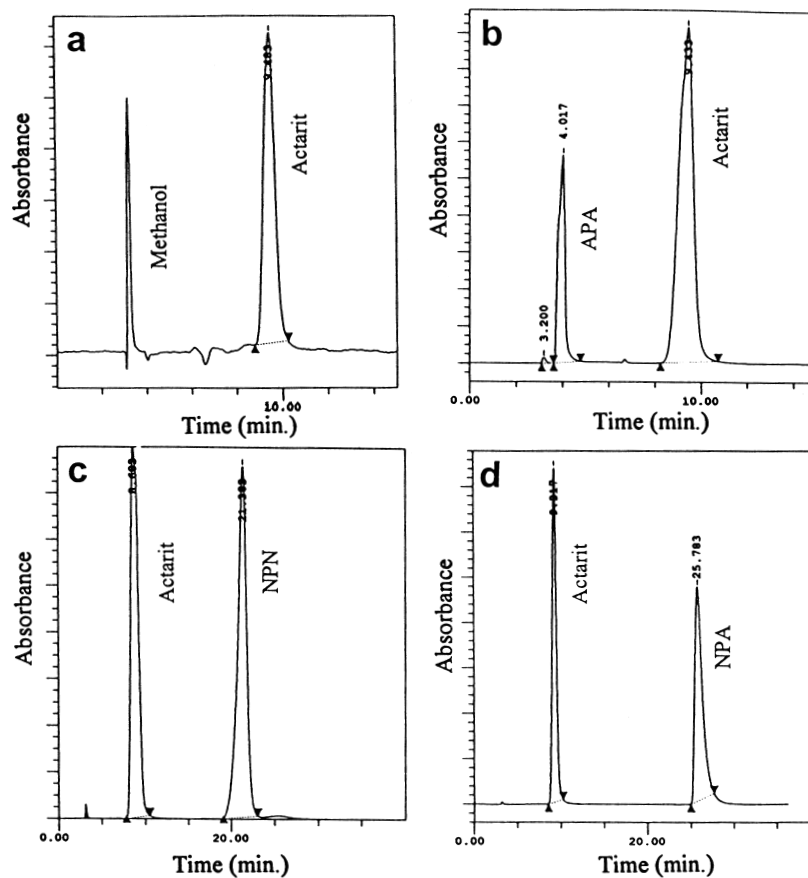 a
Methanol
Actarit
Absorbance
10.00
Time (min.)
b
3.200
4.017
APA
Actarit
Absorbance
0.00
10.00
Time (min.)
c
Actarit
NPN
Absorbance
0.00
20.00
Time (min.)
d
Actarit
25.783
NPA
Absorbance
0.00
20.00
Time (min.)